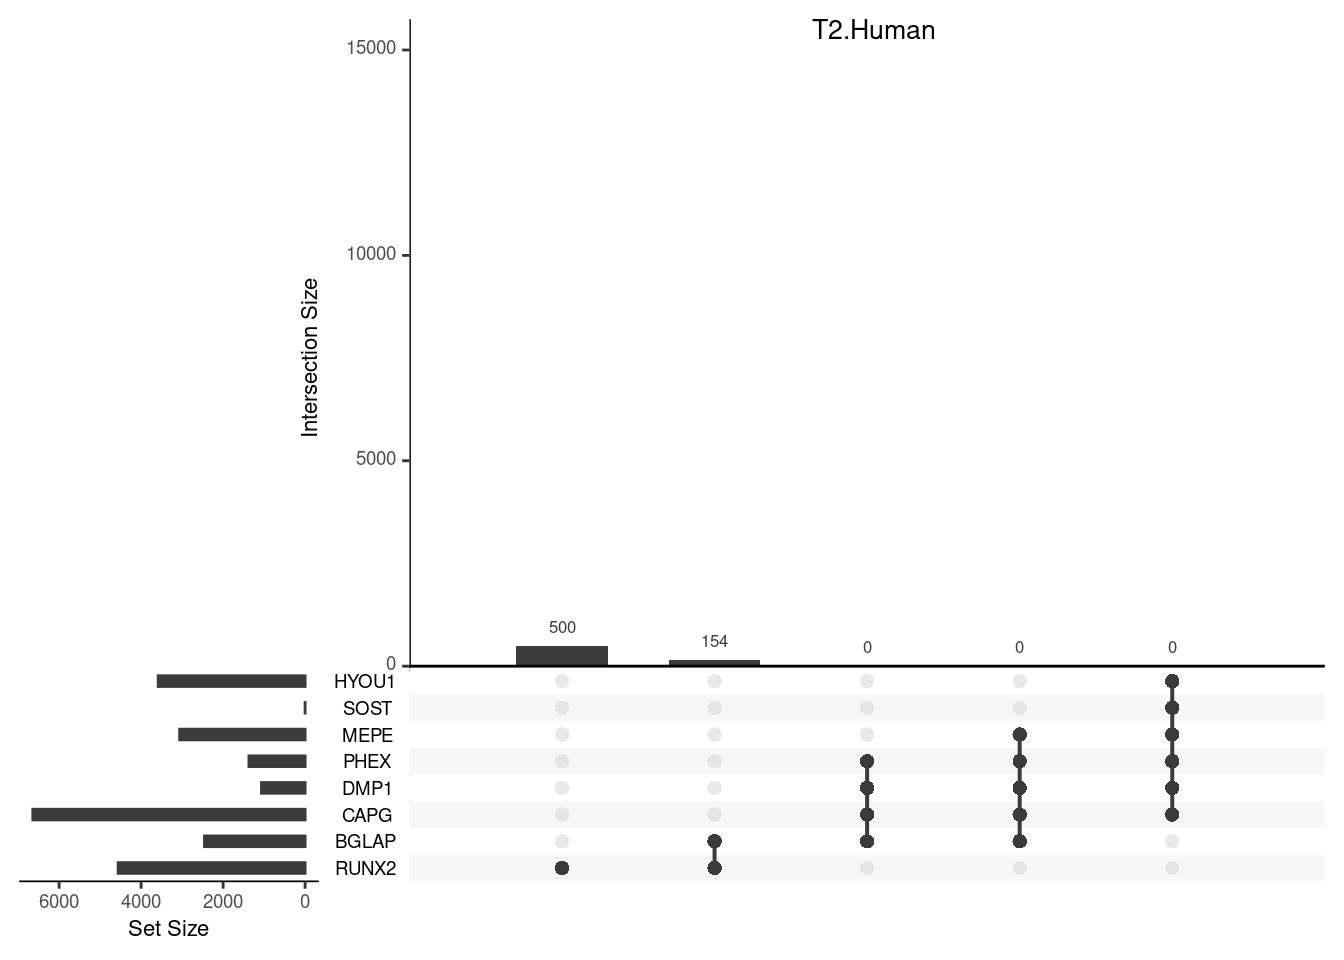 T2.Human
15000
10000
5000
0
Intersection Size
500
154
0
0
0
HYOU1
SOST
MEPE
PHEX
DMP1
CAPG
BGLAP
RUNX2
6000 4000 2000 0
Set Size